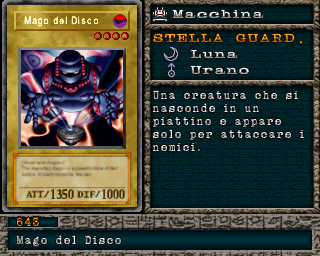 Mago del Disco
ATT/1350 DIF/1000
Macchina
STELLA GUARD.
Luna
Urano
Una creatura che si
nasconde in un
piattino e appare
solo per attaccare i
nemici.
643
Mago del Disco